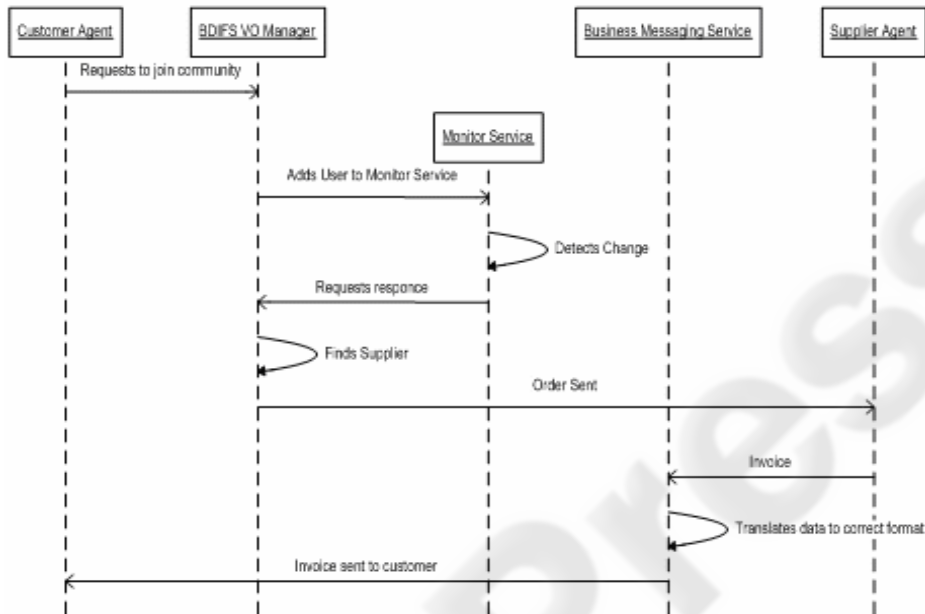 Customer Agent
BDIFS VO Manager
Business Messaging Service
Supplier Agent
Requests to join community
Monitor Service
Adds User to Monitor Service
Detects Change
Requests responce
Finds Supplier
Order Sent
Invoice
Translates data to correct format
Invoice sent to customer
Press